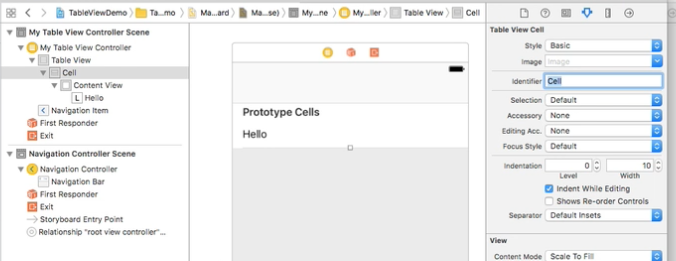 TableViewDemo Ta...mo Ma...ard Ma...se) My...ne My...ller Table View Cell
My Table View Controller Scene
My Table View Controller
Table View
Cell
Content View
L Hello
Navigation Item
First Responder
Exit
Navigation Controller Scene
Navigation Controller
Navigation Bar
First Responder
Exit
Storyboard Entry Point
Relationship "root view controller"...
Prototype Cells
Hello
Table View Cell
Style Basic
Image Image
Identifier Cell
Selection Default
Accessory None
Editing Acc. None
Focus Style Default
Indentation 0 10
Level Width
Indent While Editing
Shows Re-order Controls
Separator Default Insets
View
Content Mode Scale To Fill